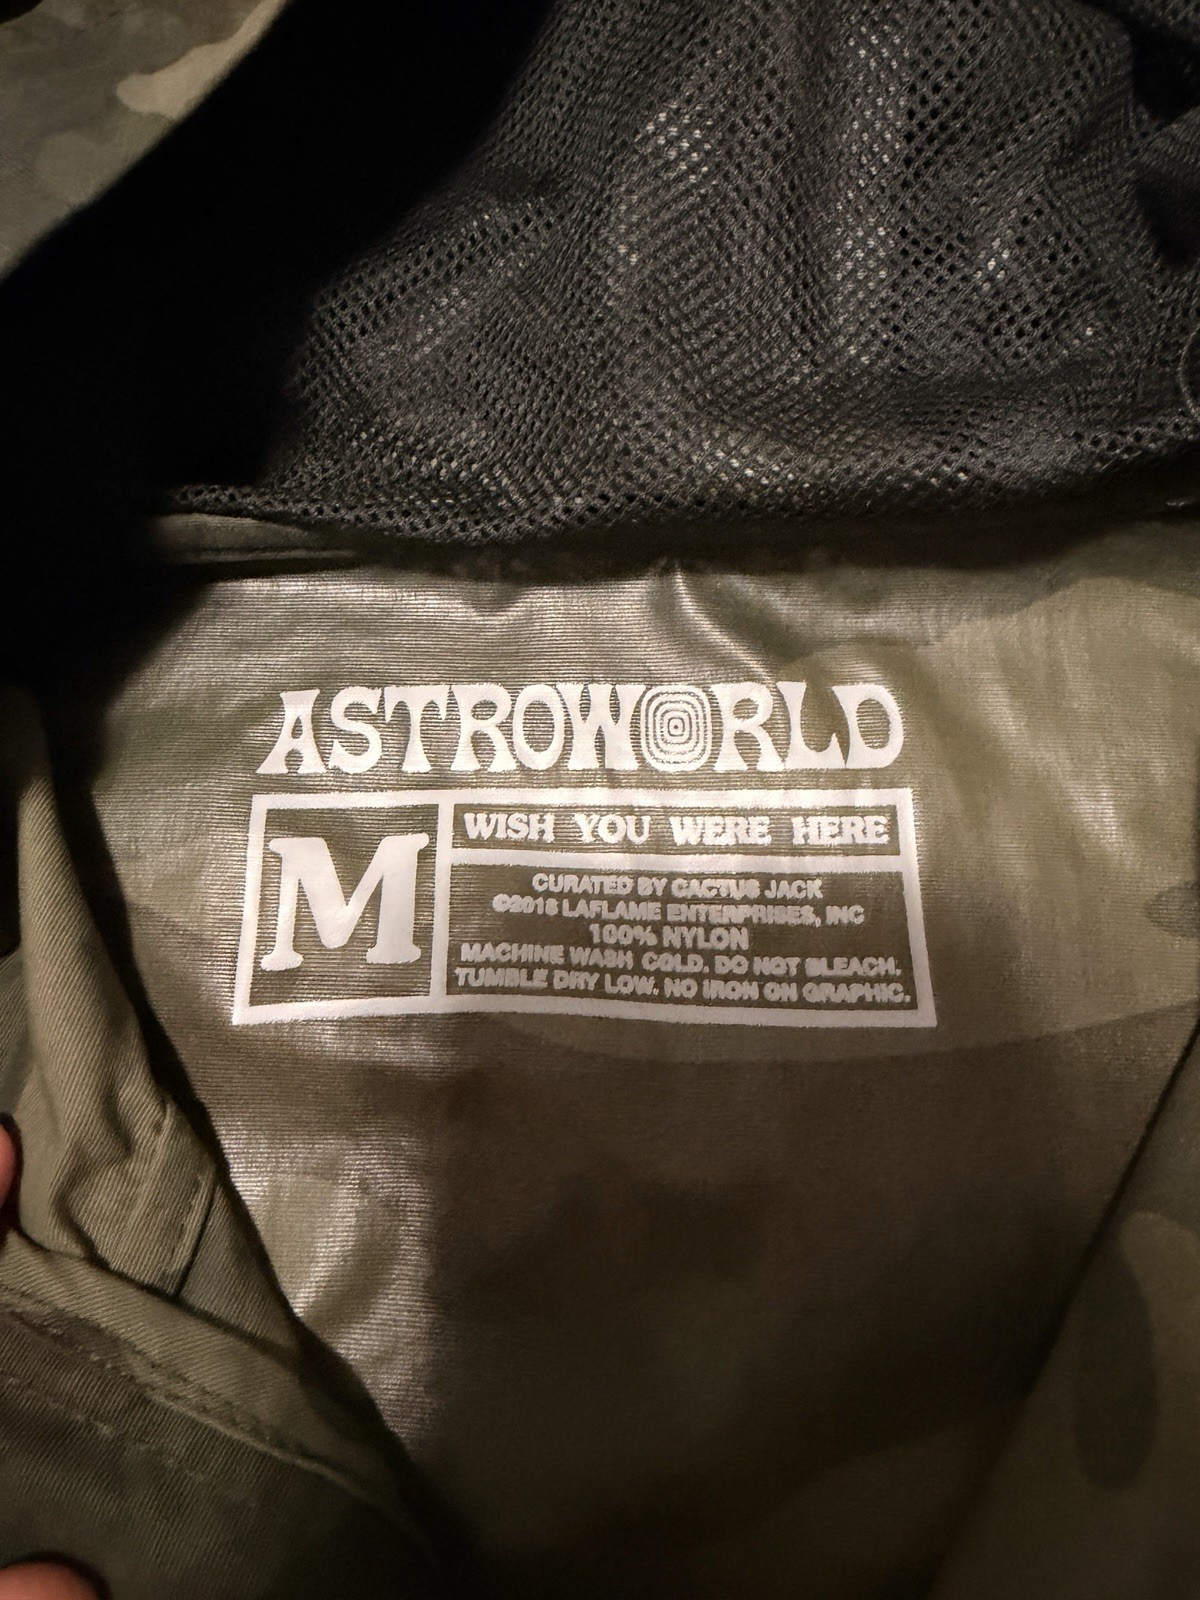 ASTROWORLD
M
WISH YOU WERE HERE
CURATED BY CACTUS JACK
©2018 LAFLAME ENTERPRISES, INC
100% NYLON
MACHINE WASH COLD. DO NOT BLEACH.
TUMBLE DRY LOW. NO IRON ON GRAPHIC.